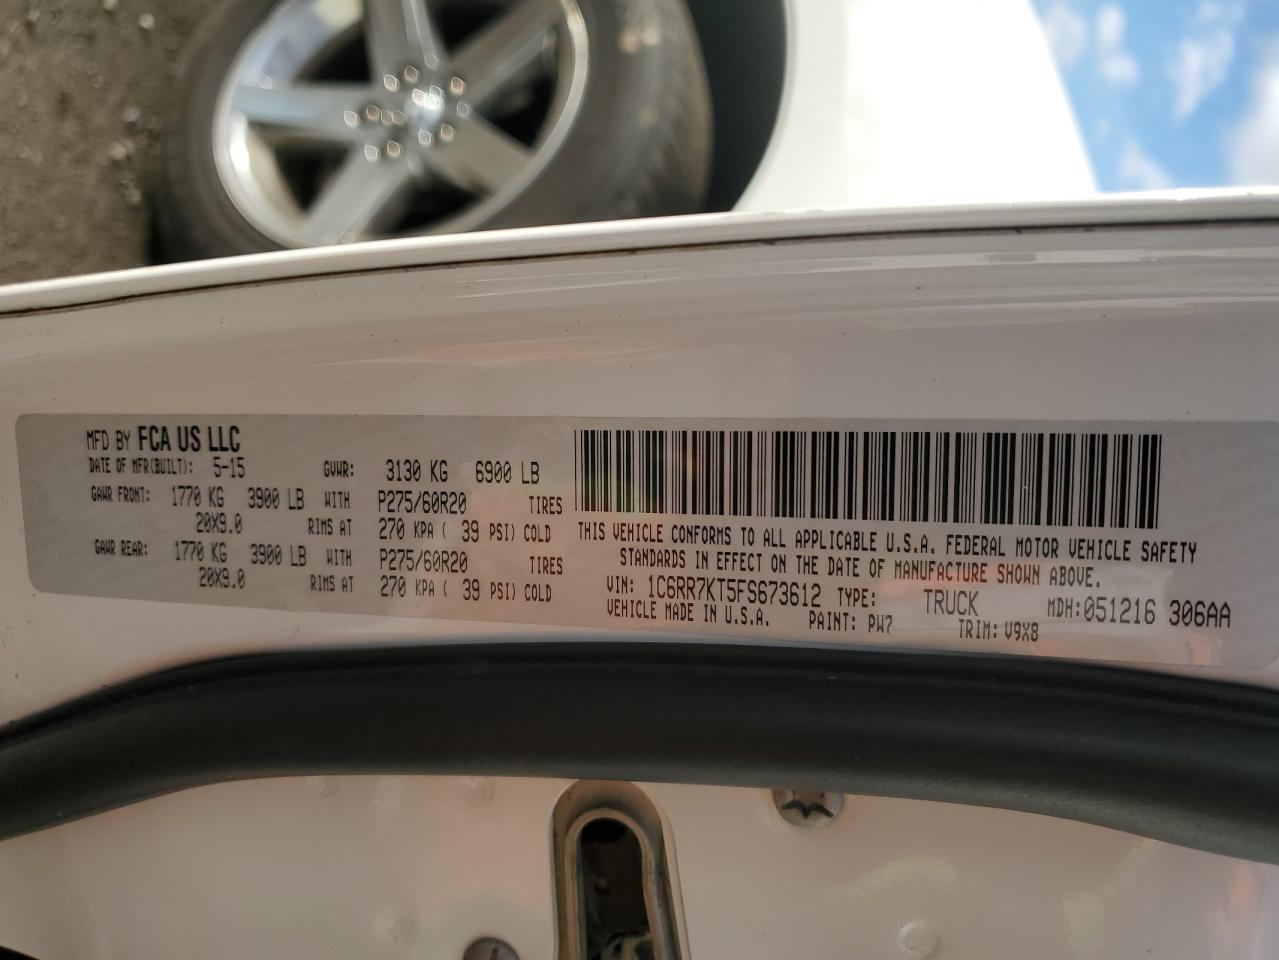 MFD BY FCA US LLC
DATE OF MFR(BUILT): 5-15 GVWR: 3130 KG 6900 LB
GAWR FRONT: 1770 KG 3900 LB WITH P275/60R20 TIRES
20X9.0 RIMS AT 270 KPA ( 39 PSI) COLD
GAWR REAR: 1770 KG 3900 LB WITH P275/60R20 TIRES
20X9.0 RIMS AT 270 KPA ( 39 PSI) COLD
THIS VEHICLE CONFORMS TO ALL APPLICABLE U.S.A. FEDERAL MOTOR VEHICLE SAFETY
STANDARDS IN EFFECT ON THE DATE OF MANUFACTURE SHOWN ABOVE.
VIN: 1C6RR7KT5FS673612 TYPE: TRUCK MDH:051216 306AA
VEHICLE MADE IN U.S.A. PAINT: PW7 TRIM: V9X8